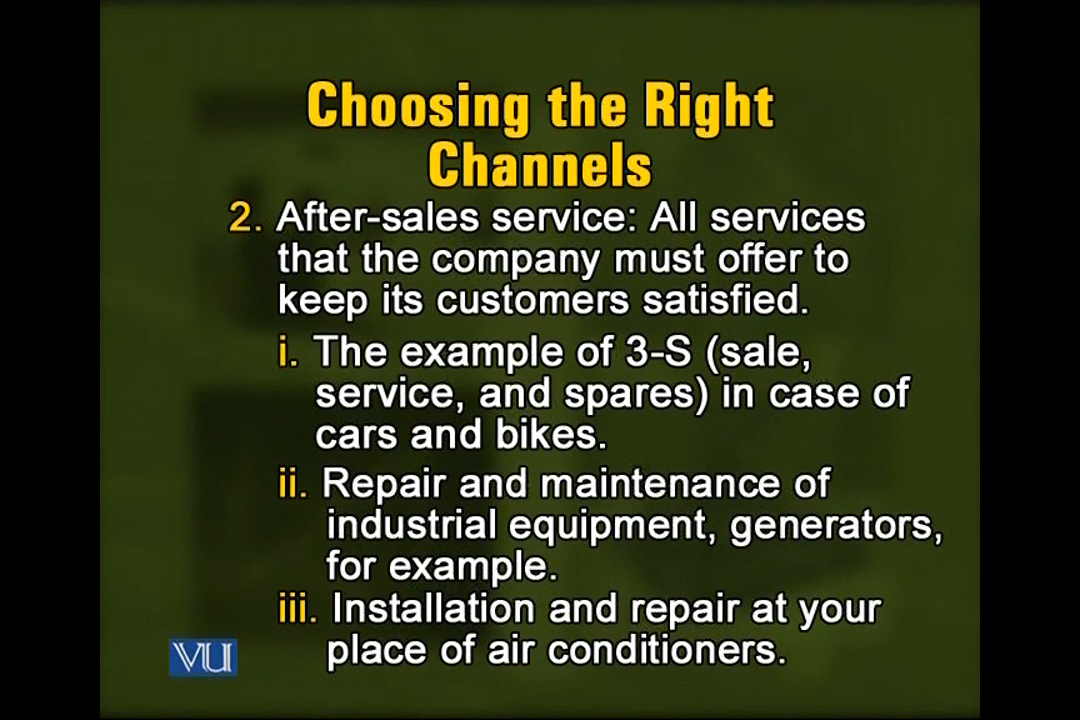 Choosing the Right
Channels
2. After-sales service: All services
that the company must offer to
keep its customers satisfied.
i. The example of 3-S (sale,
service, and spares) in case of
cars and bikes.
ii. Repair and maintenance of
industrial equipment, generators,
for example.
iii. Installation and repair at your
place of air conditioners.
VU